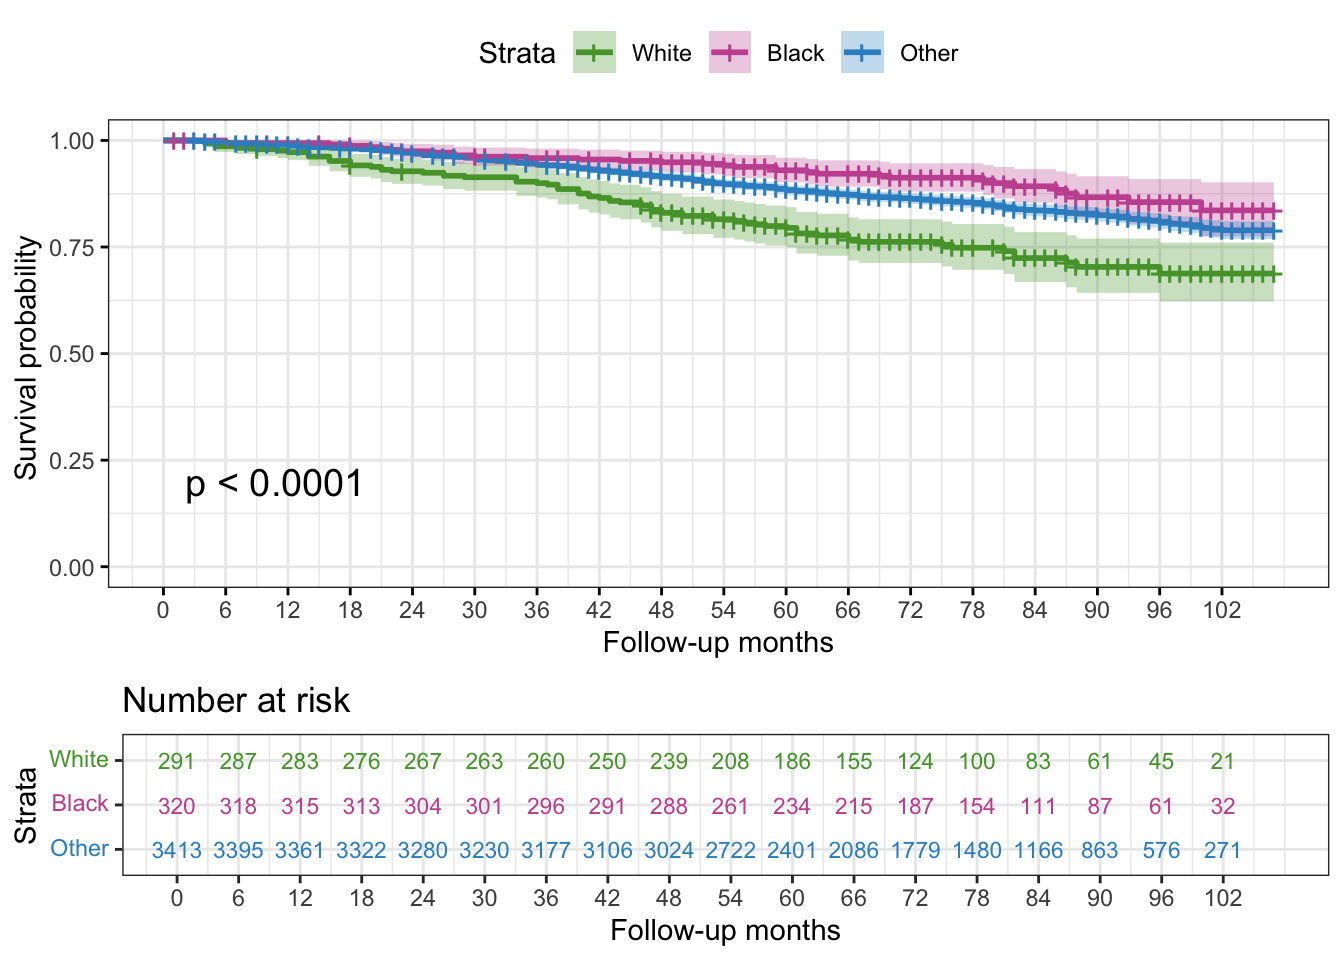 Strata White Black Other
1.00
0.75
0.50
0.25
0.00
Survival probability
p < 0.0001
0 6 12 18 24 30 36 42 48 54 60 66 72 78 84 90 96 102
Follow-up months
Number at risk
Strata
White 291 287 283 276 267 263 260 250 239 208 186 155 124 100 83 61 45 21
Black 320 318 315 313 304 301 296 291 288 261 234 215 187 154 111 87 61 32
Other 3413 3395 3361 3322 3280 3230 3177 3106 3024 2722 2401 2086 1779 1480 1166 863 576 271
0 6 12 18 24 30 36 42 48 54 60 66 72 78 84 90 96 102
Follow-up months